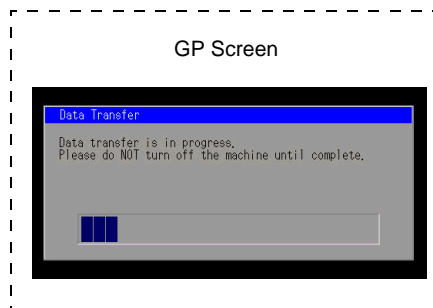 GP Screen
Data Transfer
Data transfer is in progress.
Please do NOT turn off the machine until complete.